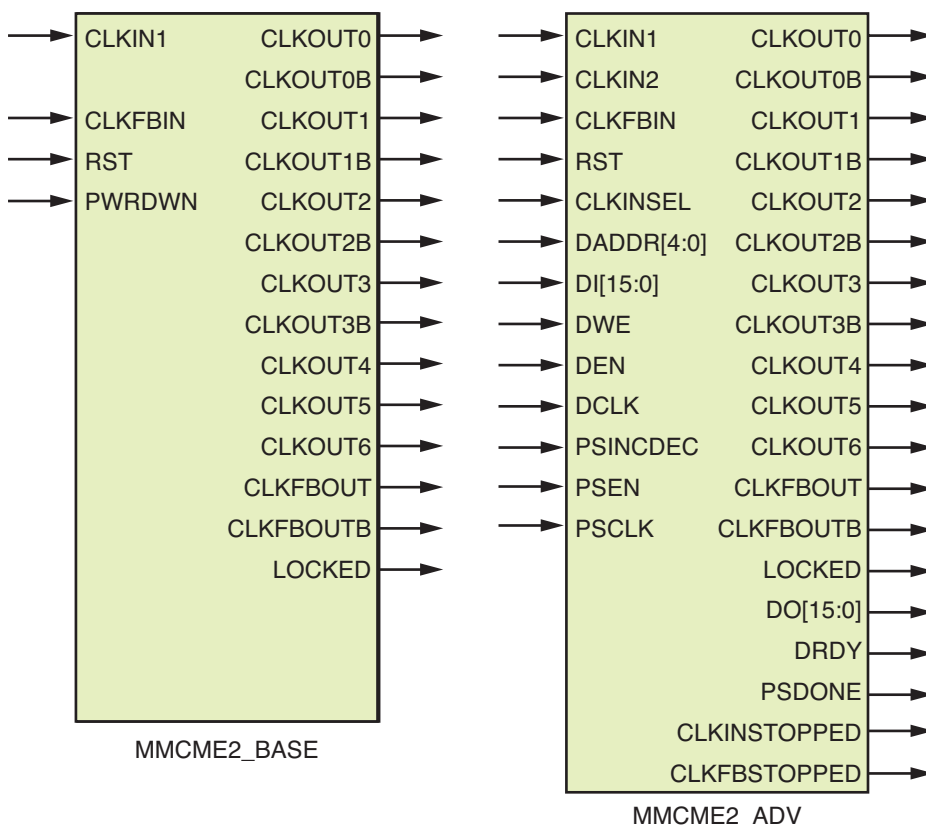 CLKIN1 CLKOUT0
CLKOUT0B
CLKFBIN CLKOUT1
RST CLKOUT1B
PWRDWN CLKOUT2
CLKOUT2B
CLKOUT3
CLKOUT3B
CLKOUT4
CLKOUT5
CLKOUT6
CLKFBOUT
CLKFBOUTB
LOCKED
MMCME2_BASE
CLKIN1 CLKOUT0
CLKIN2 CLKOUT0B
CLKFBIN CLKOUT1
RST CLKOUT1B
CLKINSEL CLKOUT2
DADDR[4:0] CLKOUT2B
DI[15:0] CLKOUT3
DWE CLKOUT3B
DEN CLKOUT4
DCLK CLKOUT5
PSINCDEC CLKOUT6
PSEN CLKFBOUT
PSCLK CLKFBOUTB
LOCKED
DO[15:0]
DRDY
PSDONE
CLKINSTOPPED
CLKFBSTOPPED
MMCME2_ADV